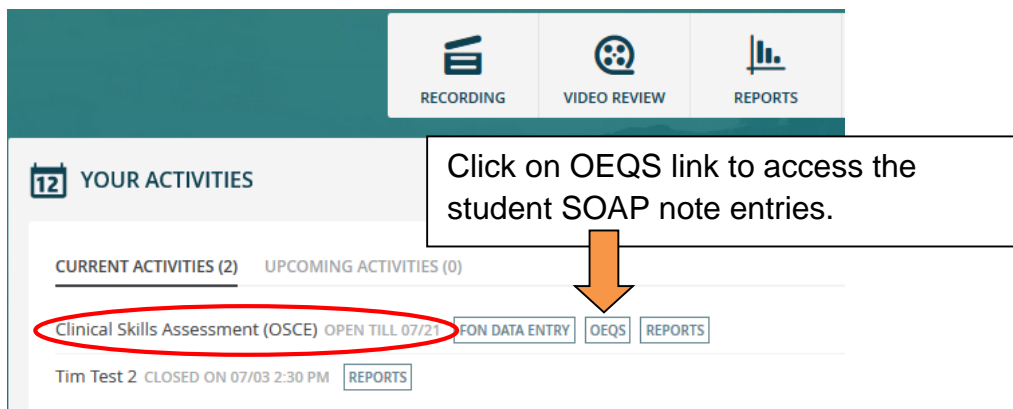 RECORDING VIDEO REVIEW REPORTS
Click on OEQS link to access the
student SOAP note entries.
12 YOUR ACTIVITIES
CURRENT ACTIVITIES (2) UPCOMING ACTIVITIES (0)
Clinical Skills Assessment (OSCE) OPEN TILL 07/21 FON DATA ENTRY OEQS REPORTS
Tim Test 2 CLOSED ON 07/03 2:30 PM REPORTS